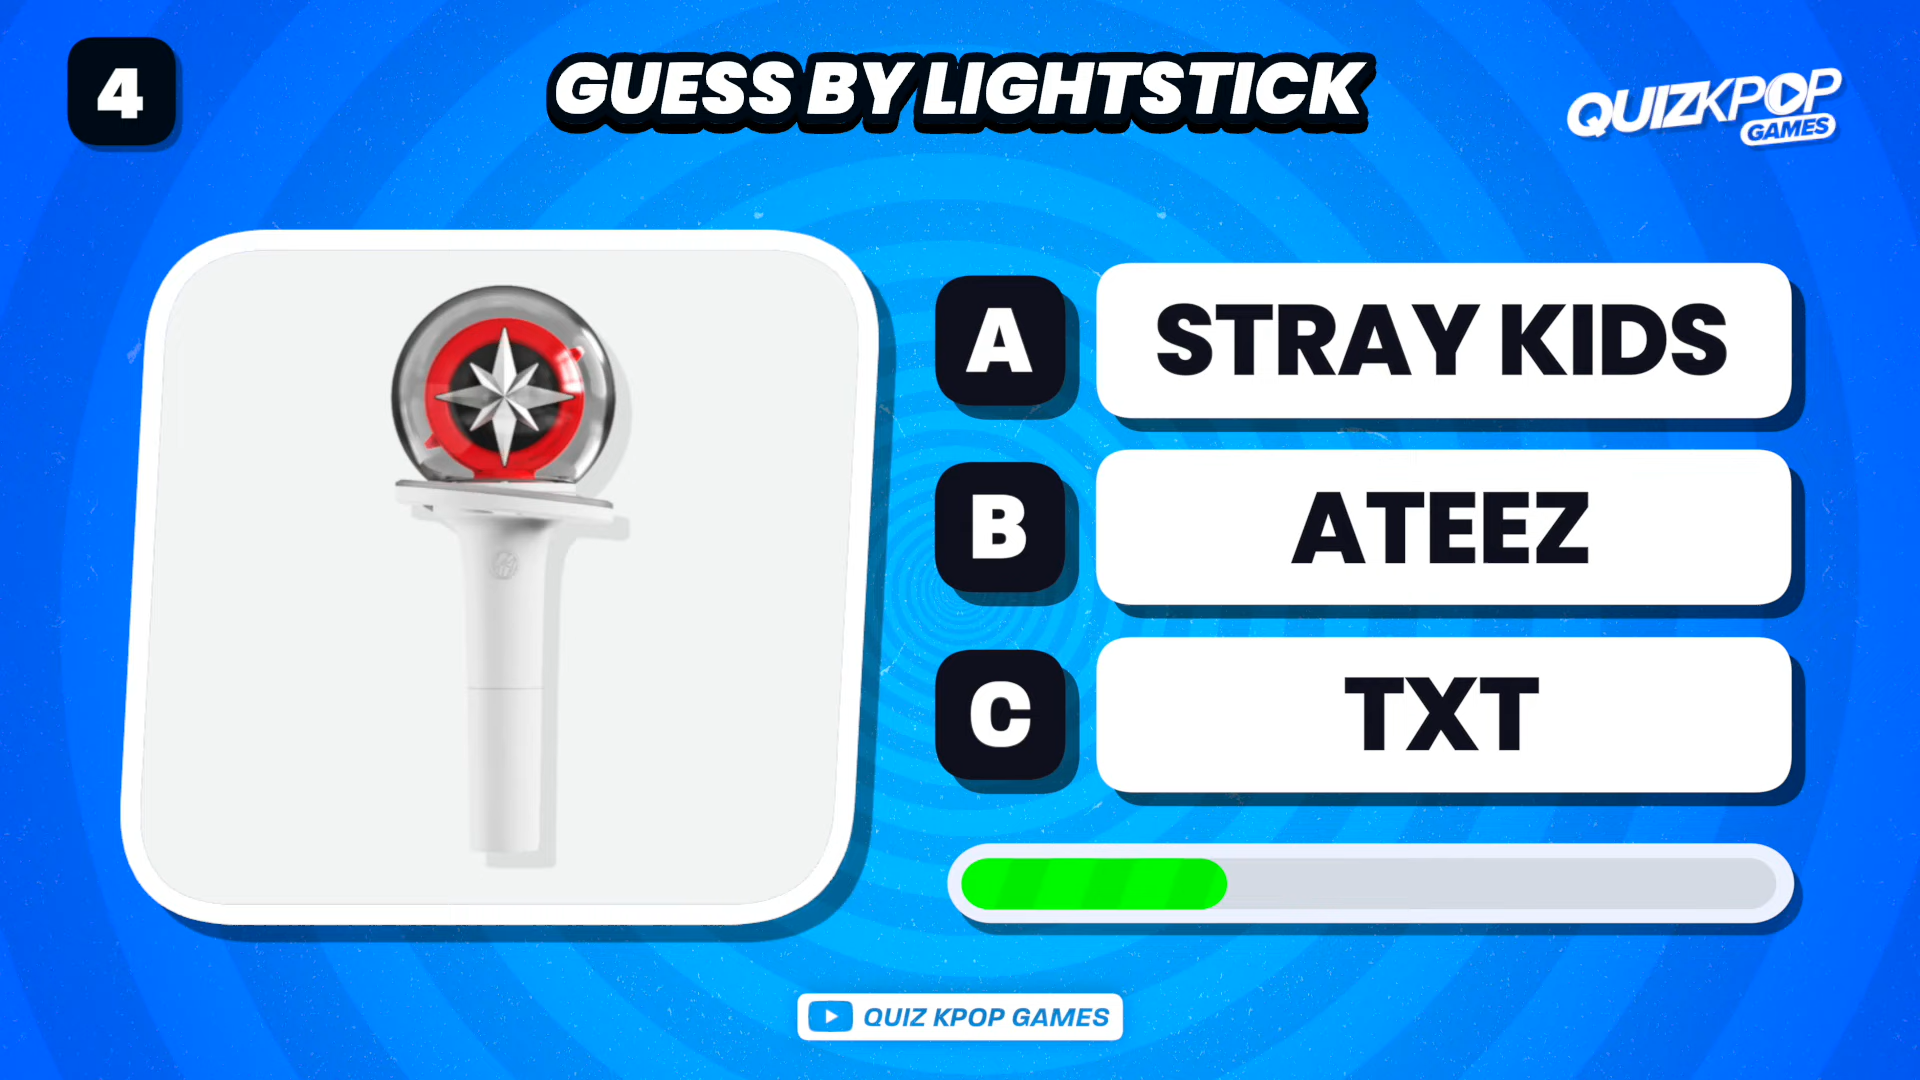 4
GUESS BY LIGHTSTICK
QUIZKPOP
GAMES
A
STRAY KIDS
B
ATEEZ
C
TXT
QUIZ KPOP GAMES